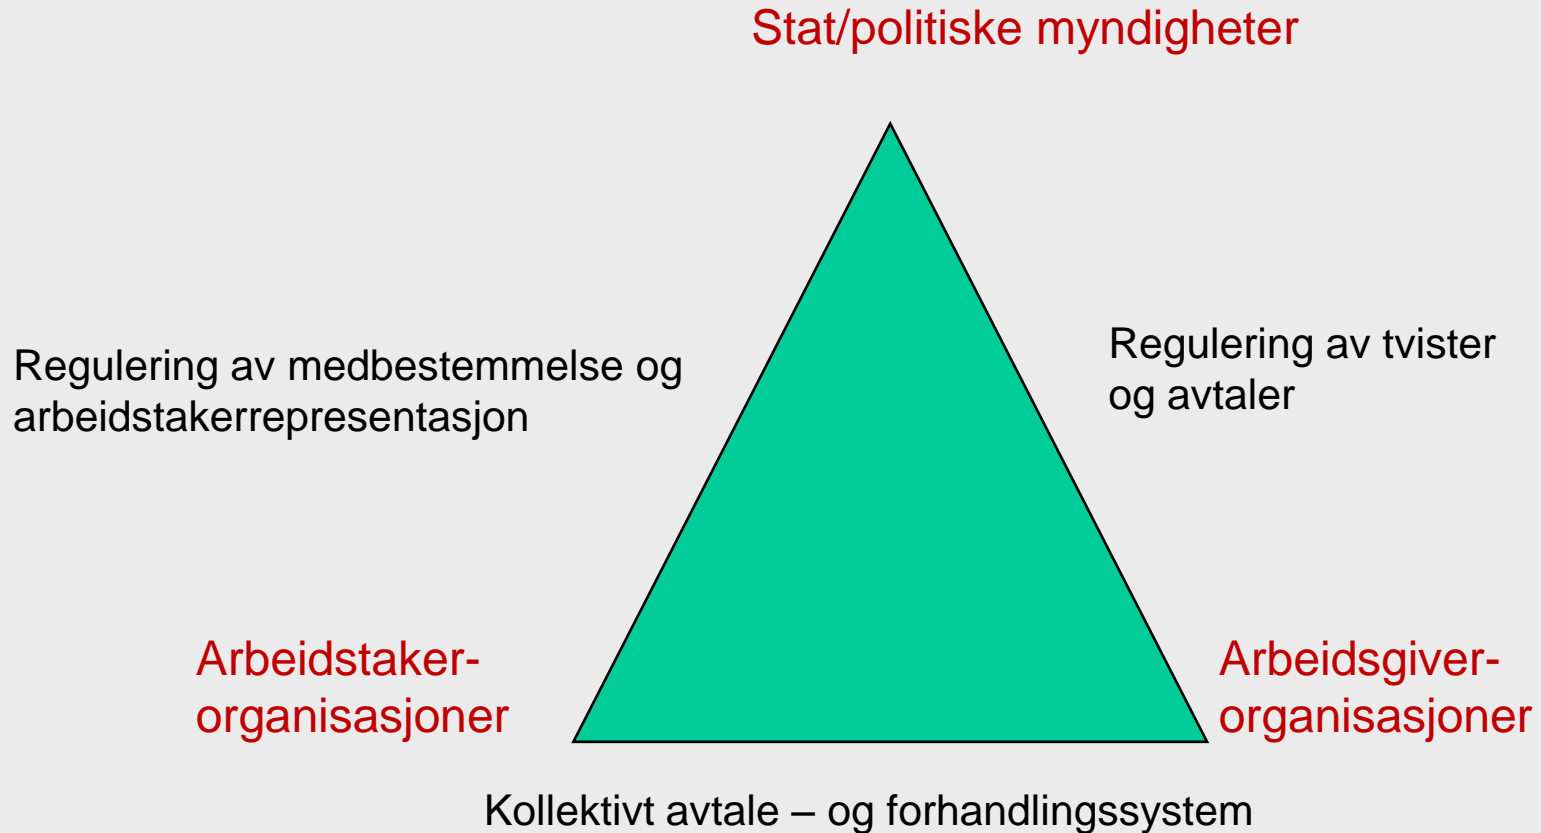 Stat/politiske myndigheter
Regulering av medbestemmelse og
arbeidstakerrepresentasjon
Regulering av tvister
og avtaler
Arbeidstaker-
organisasjoner
Arbeidsgiver-
organisasjoner
Kollektivt avtale – og forhandlingssystem